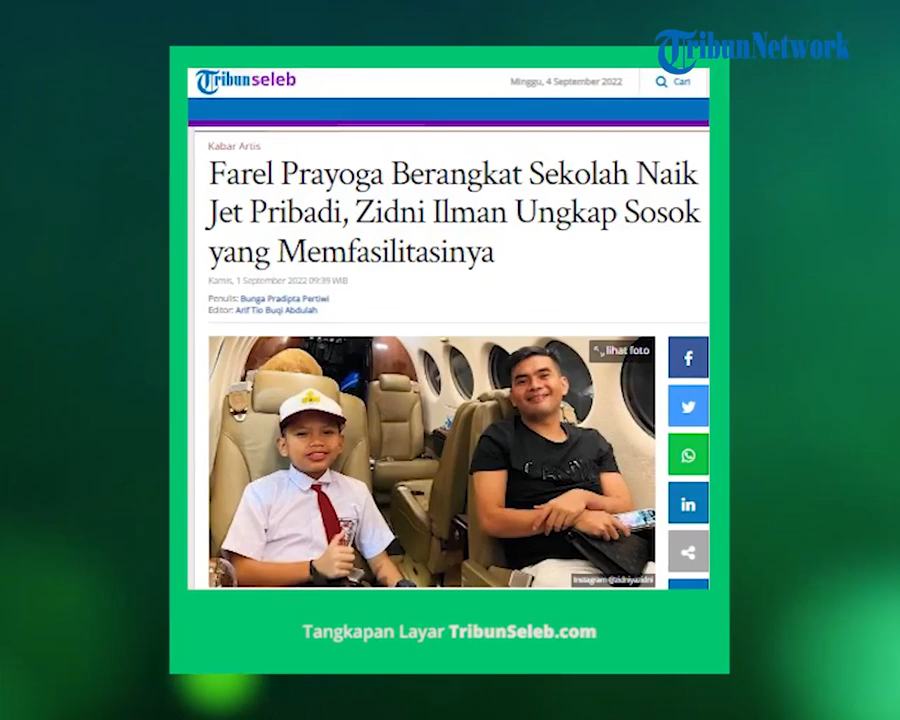 TribunNetwork
Tribunseleb
Minggu, 4 September 2022
Cari
Kabar Artis
Farel Prayoga Berangkat Sekolah Naik
Jet Pribadi, Zidni Ilman Ungkap Sosok
yang Memfasilitasinya
Kamis, 1 September 2022 09:39 WIB
Penulis: Bunga Pradipta Pertiwi
Editor: Arif Tio Buqi Abdulah
lihat foto
Instagram @zidniyazidni
Tangkapan Layar TribunSeleb.com